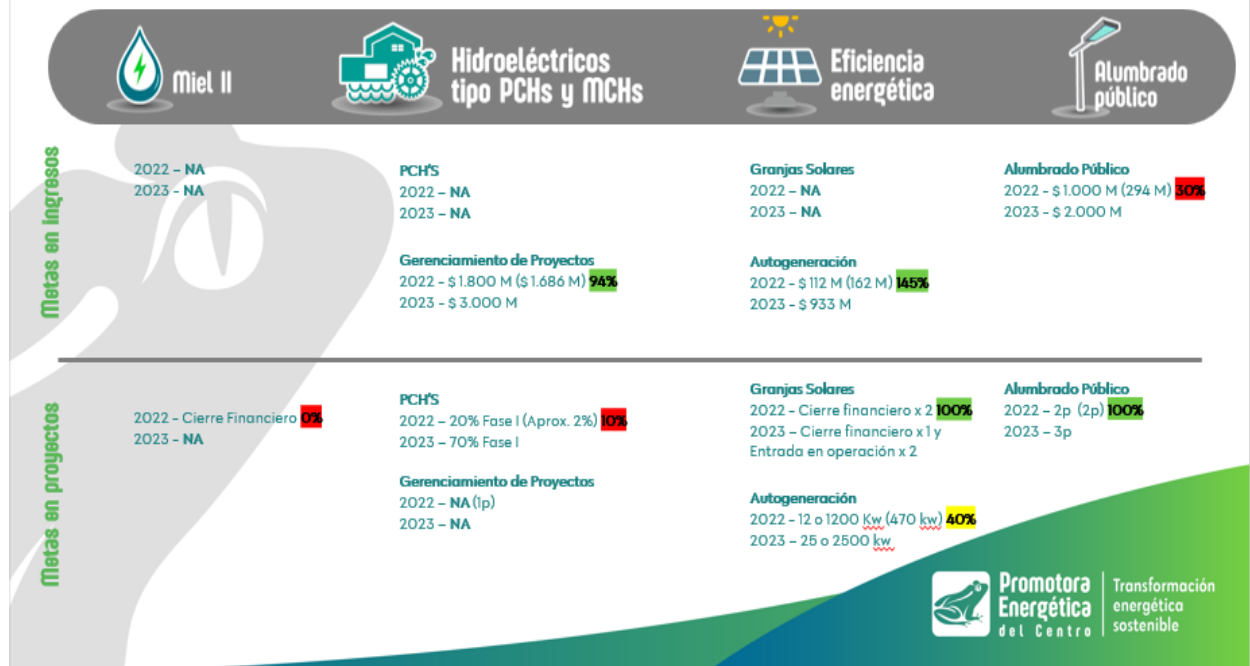 Miel II
Hidroeléctricos
tipo PCHs y MCHs
Eficiencia
energética
Alumbrado
público
Metas en ingresos
2022 – NA
2023 - NA
PCH'S
2022 – NA
2023 – NA
Gerenciamiento de Proyectos
2022 - $ 1.800 M ($ 1.686 M) 94%
2023 - $ 3.000 M
Granjas Solares
2022 – NA
2023 – NA
Autogeneración
2022 - $ 112 M (162 M) 145%
2023 - $ 933 M
Alumbrado Público
2022 - $ 1.000 M (294 M) 30%
2023 - $ 2.000 M
Metas en proyectos
2022 - Cierre Financiero 0%
2023 - NA
PCH'S
2022 – 20% Fase I (Aprox. 2%) 10%
2023 – 70% Fase I
Gerenciamiento de Proyectos
2022 – NA (1p)
2023 – NA
Granjas Solares
2022 - Cierre financiero x 2 100%
2023 – Cierre financiero x 1 y
Entrada en operación x 2
Autogeneración
2022 - 12 o 1200 Kw (470 kw) 40%
2023 – 25 o 2500 kw
Alumbrado Público
2022 – 2p (2p) 100%
2023 – 3p
Promotora
Energética
del Centro
Transformación
energética
sostenible